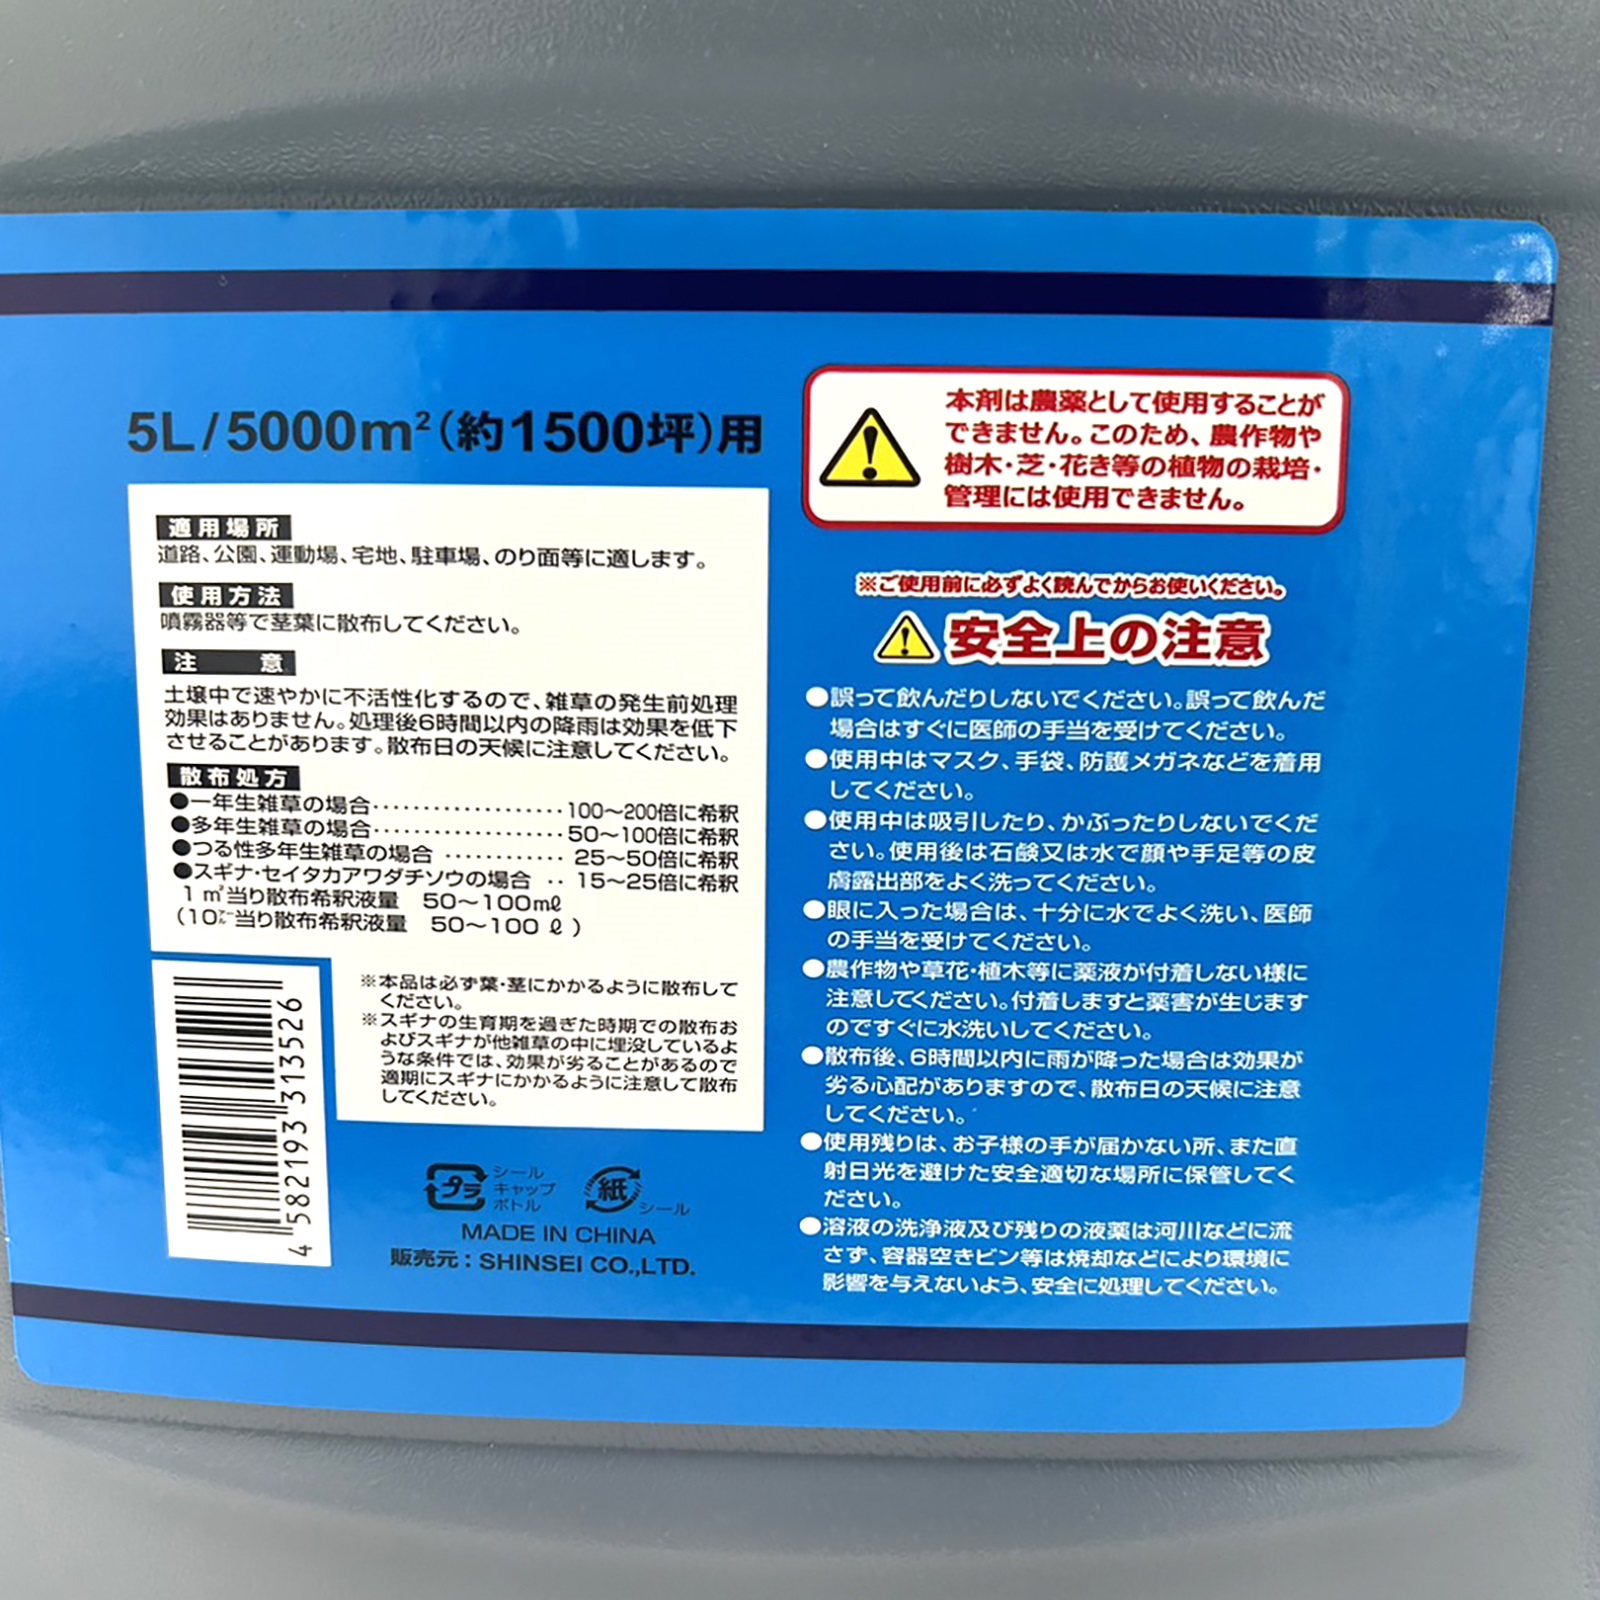 5L/5000m²(約1500坪)用
適用場所
道路、公園、運動場、宅地、駐車場、のり面等に適します。
使用方法
噴霧器等で茎葉に散布してください。
注 意
土壌中で速やかに不活性化するので、雑草の発生前処理
効果はありません。処理後6時間以内の降雨は効果を低下
させることがあります。散布日の天候に注意してください。
散布処方
●一年生雑草の場合‥‥‥‥‥‥‥‥‥100〜200倍に希釈
●多年生雑草の場合‥‥‥‥‥‥‥‥‥50〜100倍に希釈
●つる性多年生雑草の場合 ‥‥‥‥‥‥ 25〜50倍に希釈
●スギナ・セイタカアワダチソウの場合 ‥ 15〜25倍に希釈
1㎡当り散布希釈液量 50〜100mℓ
(10㌃当り散布希釈液量 50〜100ℓ)
※本品は必ず葉・茎にかかるように散布して
ください。
※スギナの生育期を過ぎた時期での散布お
よびスギナが他雑草の中に埋没しているよ
うな条件では、効果が劣ることがあるので
適期にスギナにかかるように注意して散布
してください。
4 582193 313526
プラ
シール
キャップ
ボトル
紙
シール
MADE IN CHINA
販売元:SHINSEI CO.,LTD.
本剤は農薬として使用することが
できません。このため、農作物や
樹木・芝・花き等の植物の栽培・
管理には使用できません。
※ご使用前に必ずよく読んでからお使いください。
安全上の注意
●誤って飲んだりしないでください。誤って飲んだ
場合はすぐに医師の手当を受けてください。
●使用中はマスク、手袋、防護メガネなどを着用
してください。
●使用中は吸引したり、かぶったりしないでくだ
さい。使用後は石鹸又は水で顔や手足等の皮
膚露出部をよく洗ってください。
●眼に入った場合は、十分に水でよく洗い、医師
の手当を受けてください。
●農作物や草花・植木等に薬液が付着しない様に
注意してください。付着しますと薬害が生じます
のですぐに水洗いしてください。
●散布後、6時間以内に雨が降った場合は効果が
劣る心配がありますので、散布日の天候に注意
してください。
●使用残りは、お子様の手が届かない所、また直
射日光を避けた安全適切な場所に保管してく
ださい。
●溶液の洗浄液及び残りの液薬は河川などに流
さず、容器空きビン等は焼却などにより環境に
影響を与えないよう、安全に処理してください。